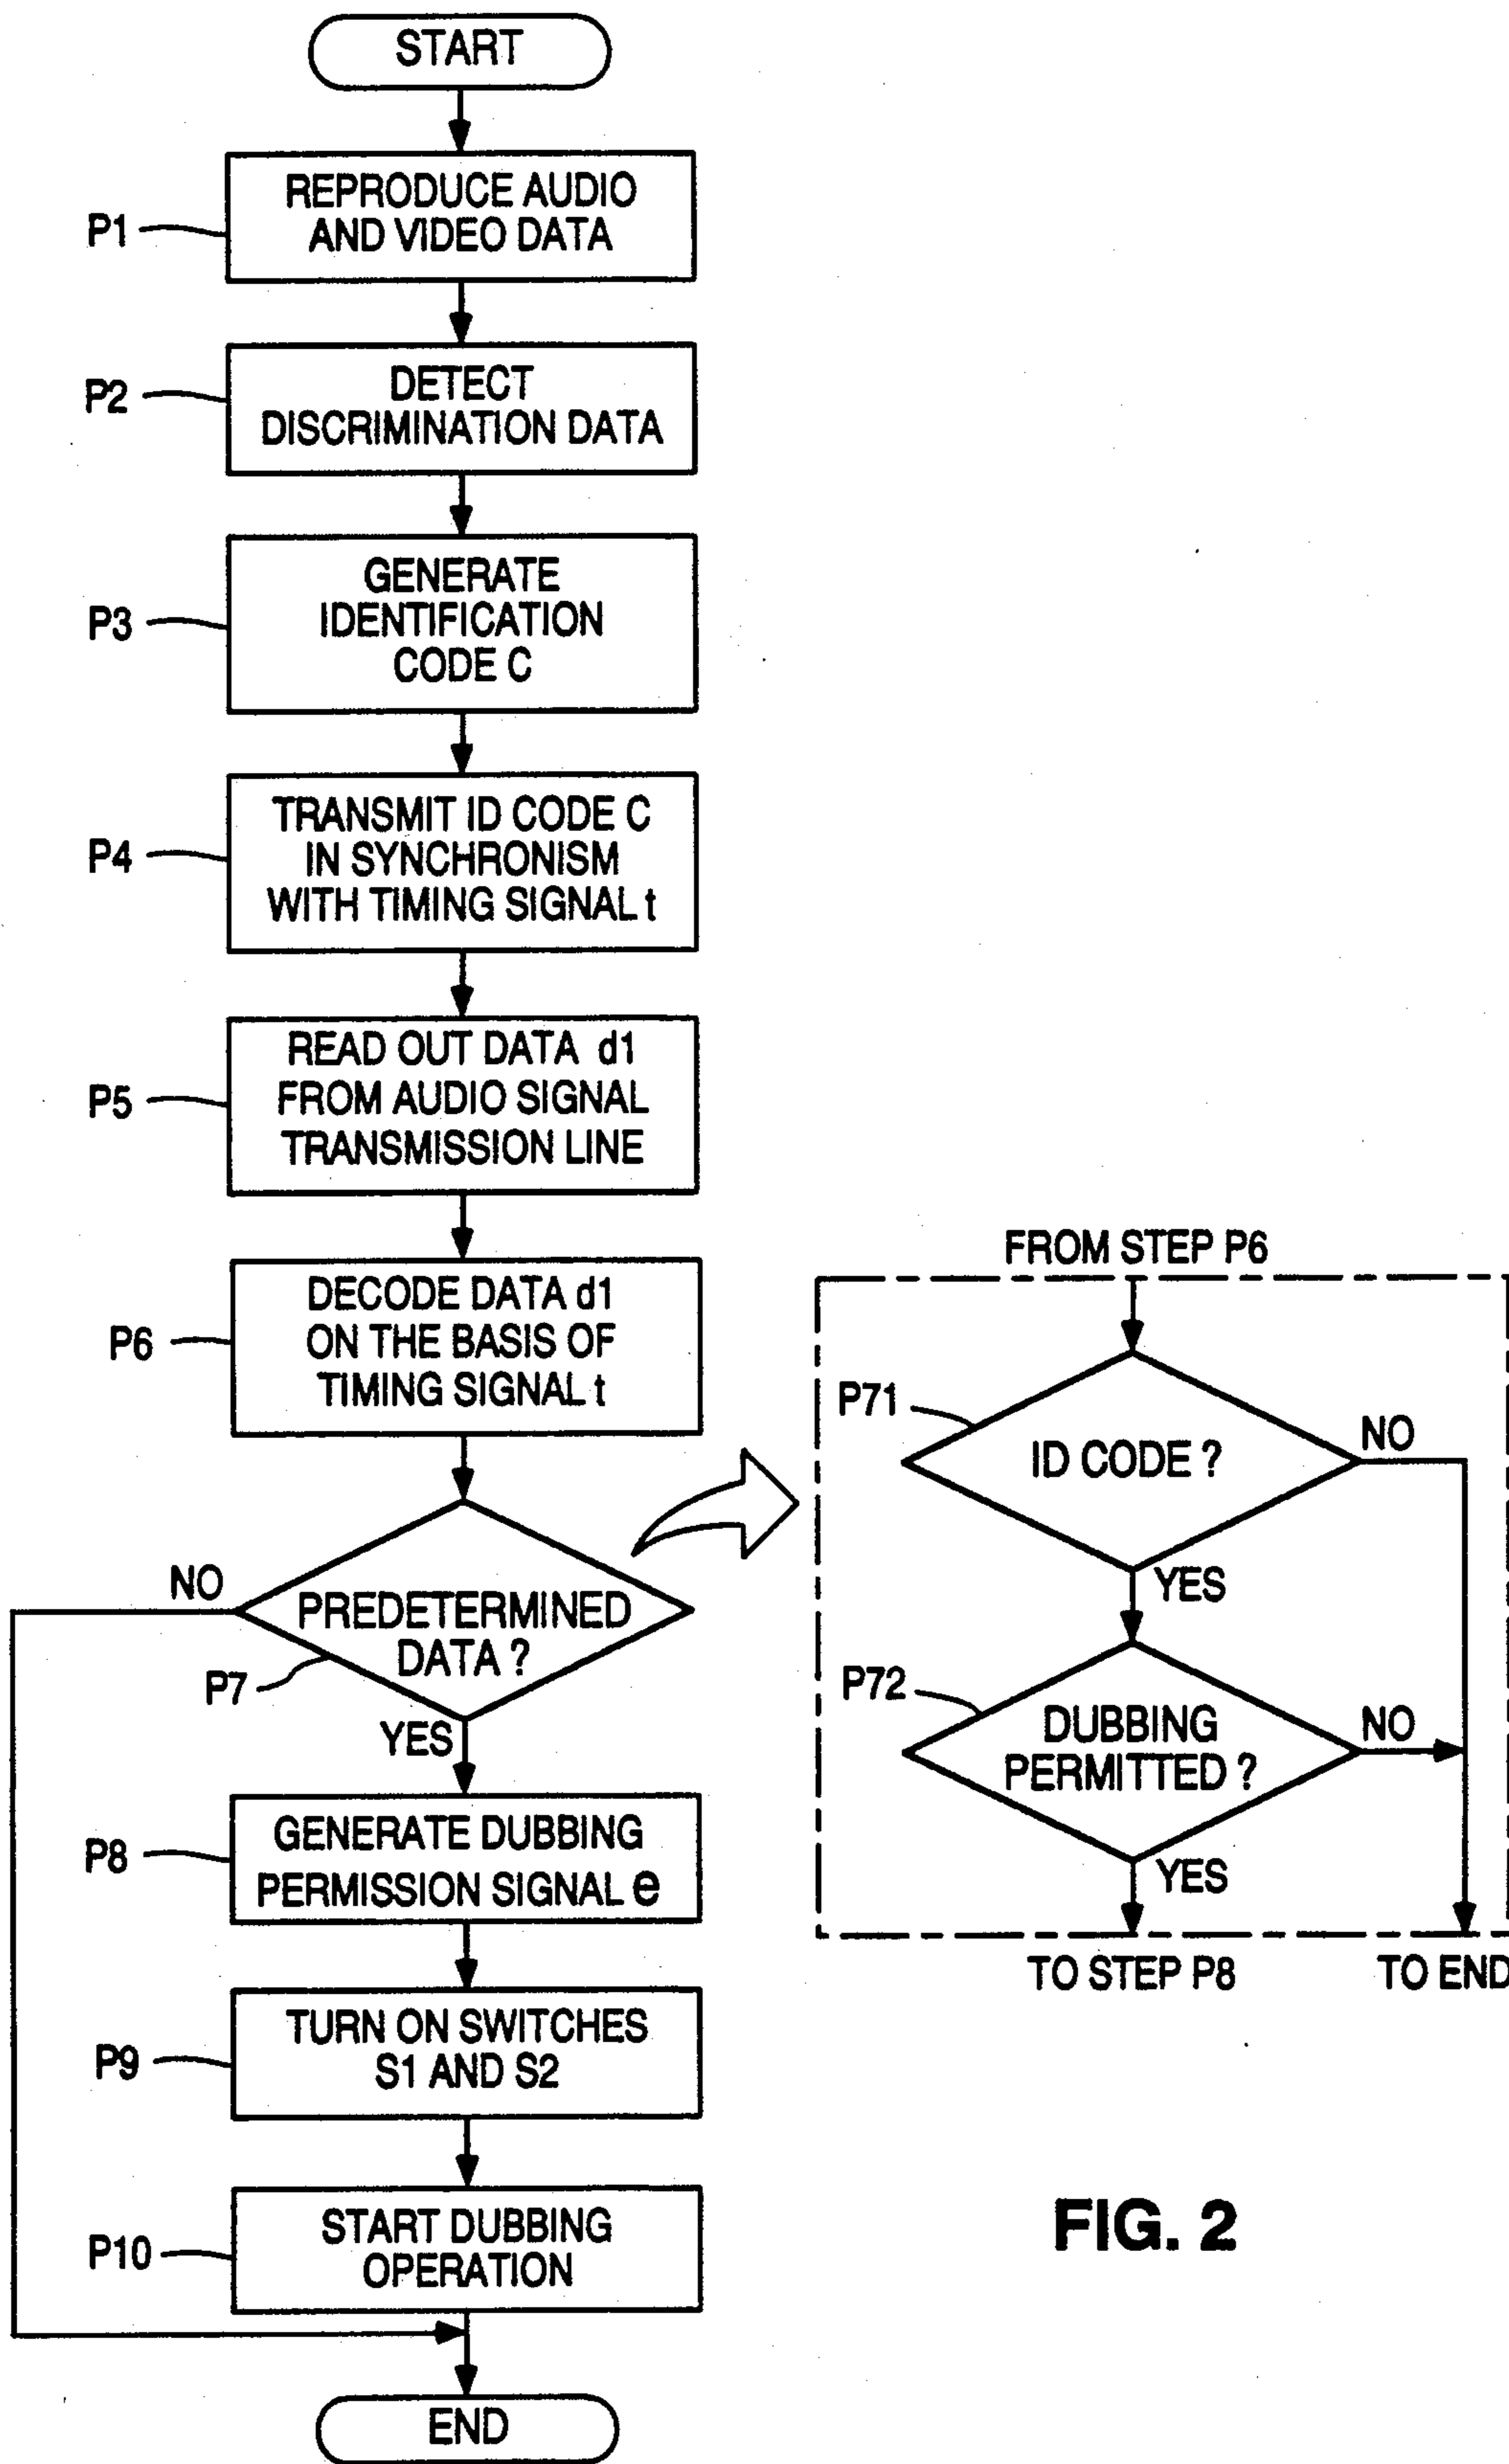 START
P1
REPRODUCE AUDIO
AND VIDEO DATA
P2
DETECT
DISCRIMINATION DATA
P3
GENERATE
IDENTIFICATION
CODE C
P4
TRANSMIT ID CODE C
IN SYNCHRONISM
WITH TIMING SIGNAL t
P5
READ OUT DATA d1
FROM AUDIO SIGNAL
TRANSMISSION LINE
P6
DECODE DATA d1
ON THE BASIS OF
TIMING SIGNAL t
NO
PREDETERMINED
DATA ?
P7
YES
P8
GENERATE DUBBING
PERMISSION SIGNAL e
P9
TURN ON SWITCHES
S1 AND S2
P10
START DUBBING
OPERATION
END
FROM STEP P6
P71
ID CODE ?
NO
YES
P72
DUBBING
PERMITTED ?
NO
YES
TO STEP P8
TO END
FIG. 2